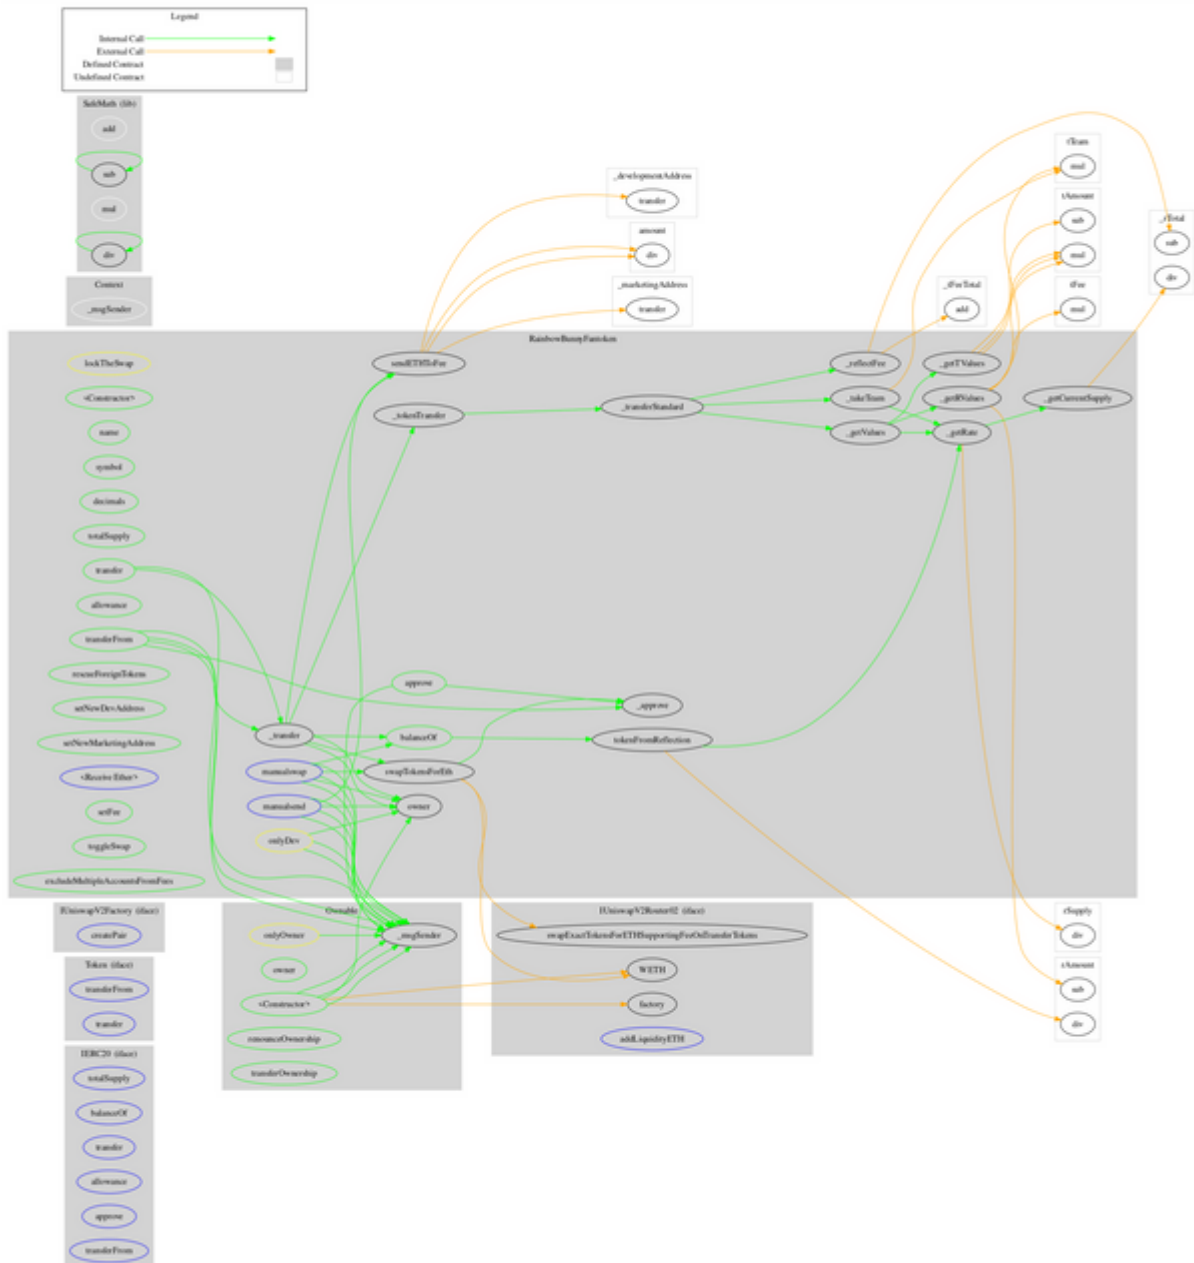 Legend
Internal Call
External Call
Defined Contract
Undefined Contract
SafeMath (lib)
add
sub
mul
div
Context
_msgSender
_developmentAddress
transfer
amount
div
_marketingAddress
transfer
tTeam
mul
tAmount
sub
mul
tFee
mul
_rTotal
sub
div
_tFeeTotal
add
RainbowBunnyFantoken
lockTheSwap
<Constructor>
name
symbol
decimals
totalSupply
transfer
allowance
transferFrom
rescueForeignTokens
setNewDevAddress
setNewMarketingAddress
<Receive Ether>
setFee
toggleSwap
excludeMultipleAccountsFromFees
sendETHToFee
_tokenTransfer
_transferStandard
_reflectFee
_takeTeam
_getValues
_getTValues
_getRValues
_getRate
_getCurrentSupply
_transfer
manualswap
manualsend
onlyDev
approve
balanceOf
swapTokensForEth
owner
_approve
tokenFromReflection
IUniswapV2Factory (iface)
createPair
Token (iface)
transferFrom
transfer
IERC20 (iface)
totalSupply
balanceOf
transfer
allowance
approve
transferFrom
Ownable
onlyOwner
owner
<Constructor>
renounceOwnership
transferOwnership
_msgSender
IUniswapV2Router02 (iface)
swapExactTokensForETHSupportingFeeOnTransferTokens
WETH
factory
addLiquidityETH
rSupply
div
rAmount
sub
div